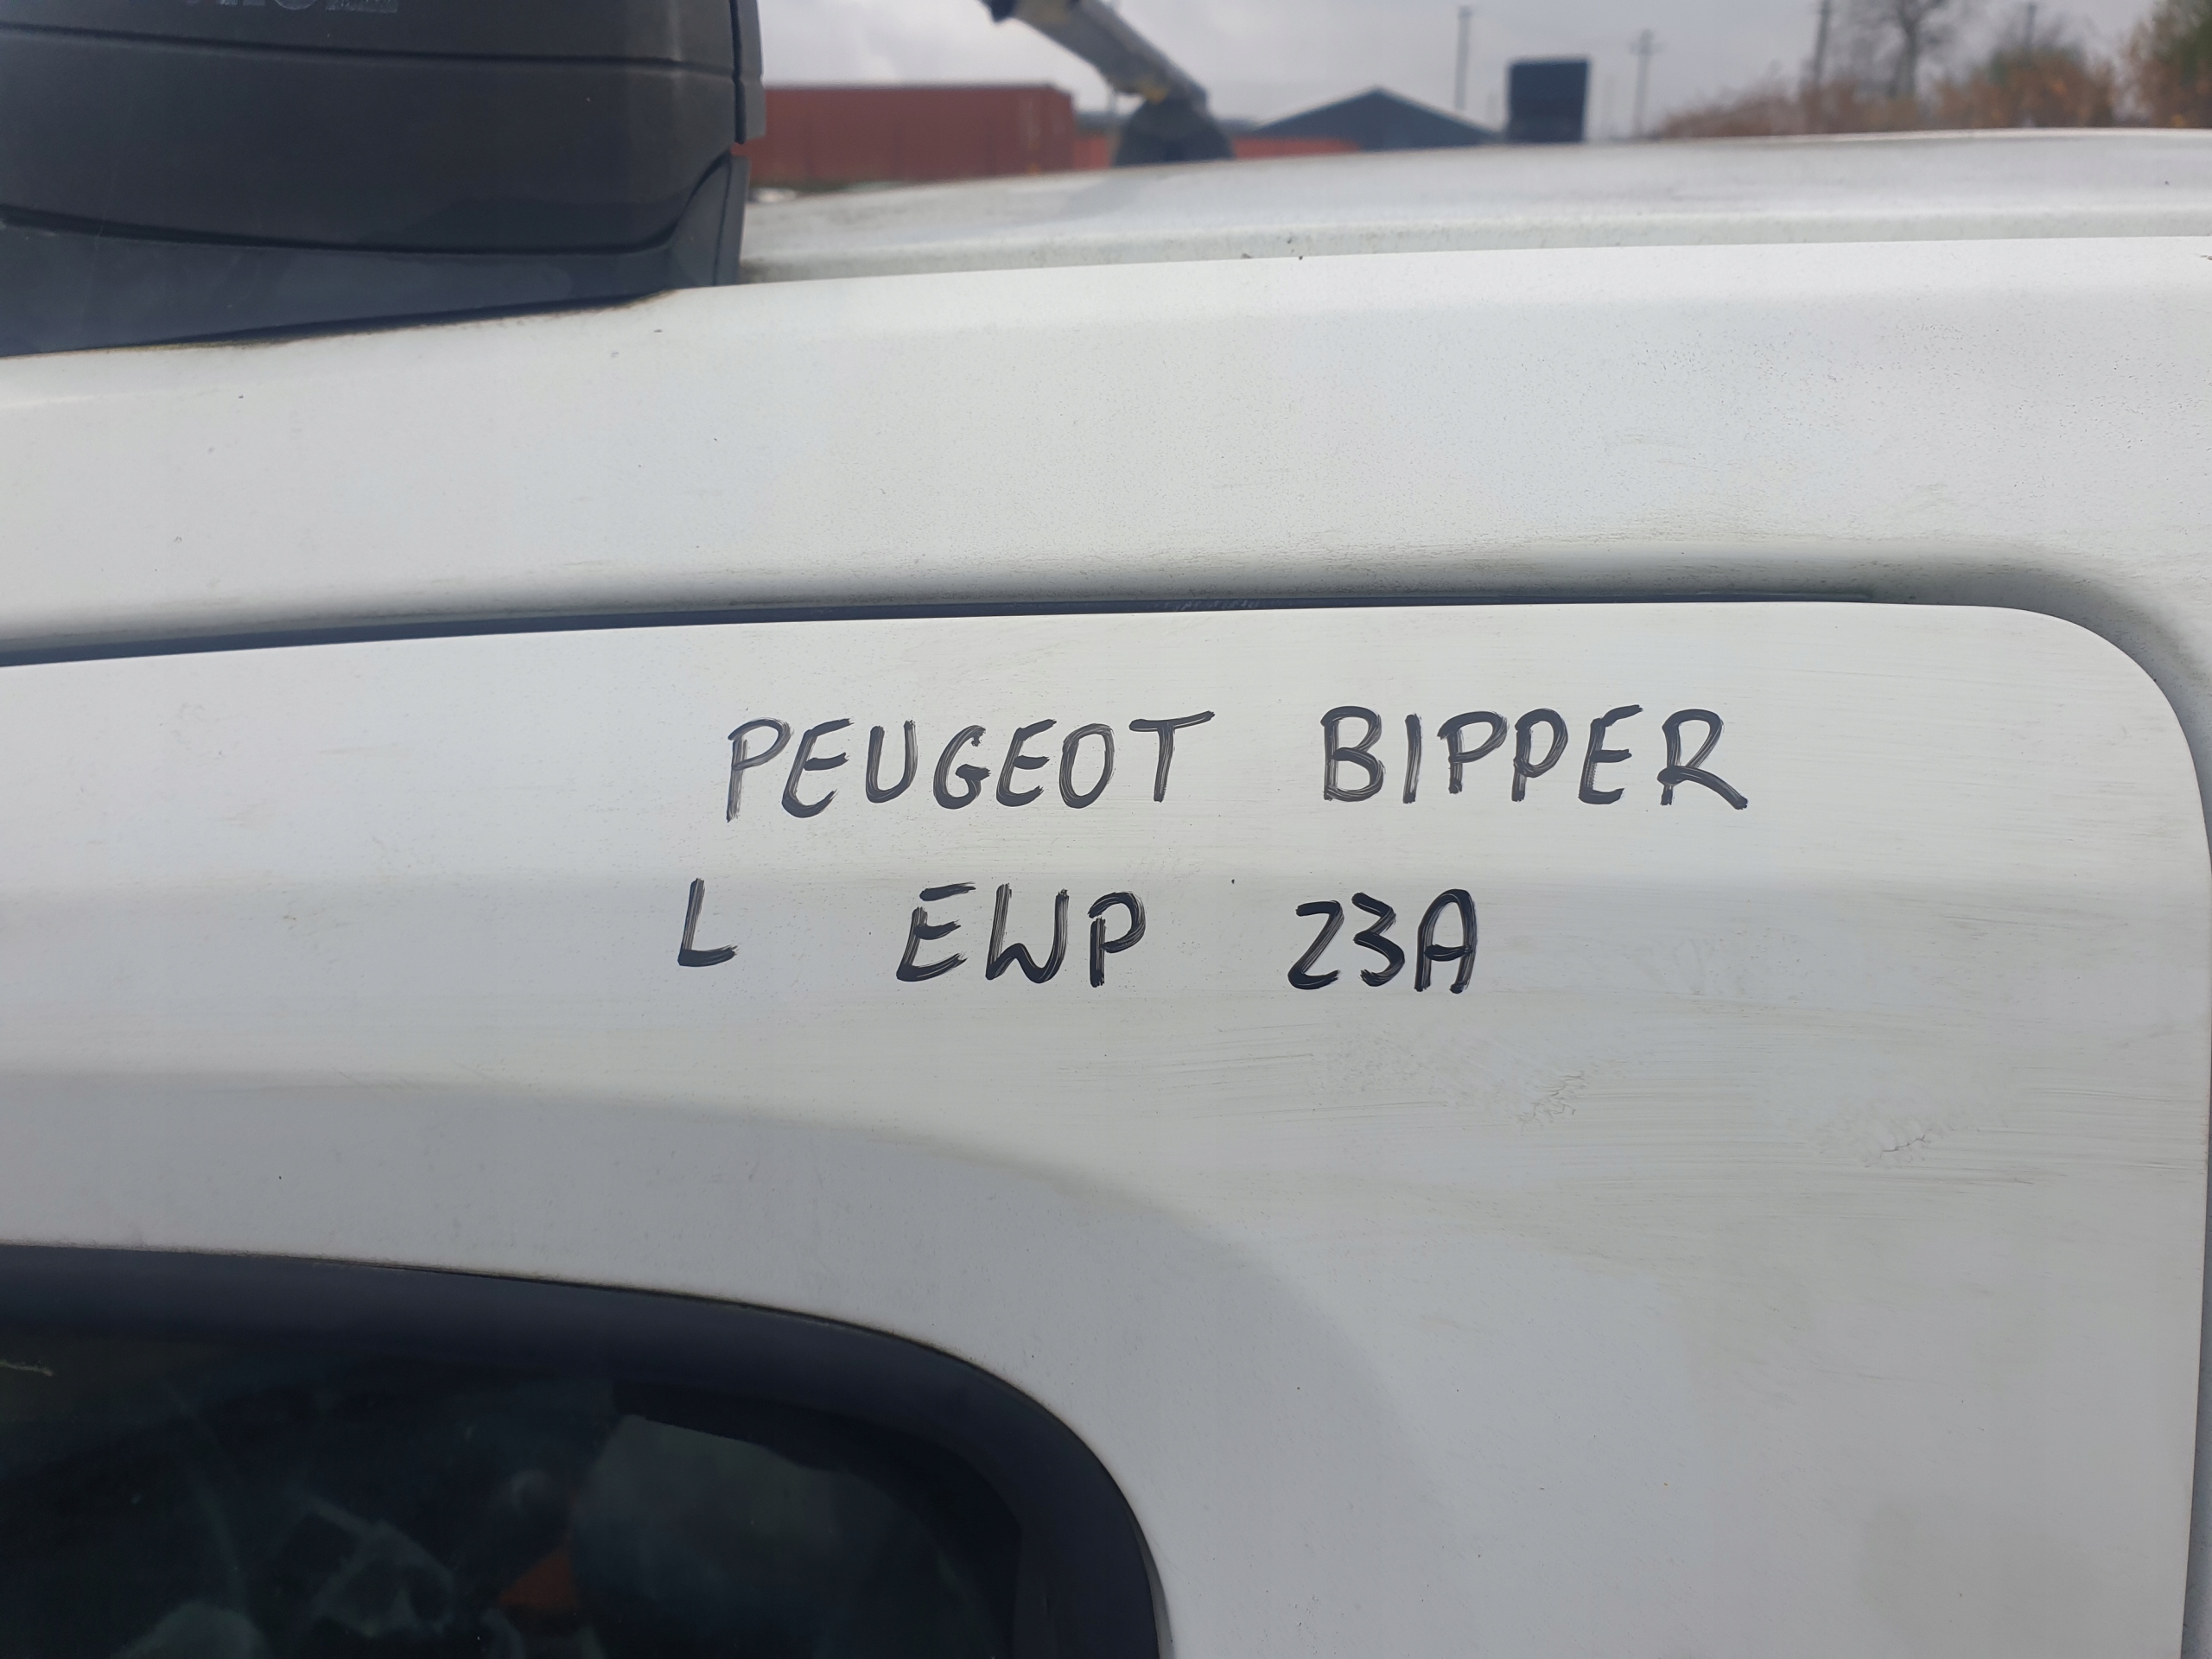 PEUGEOT BIPPER
L EWP 23A